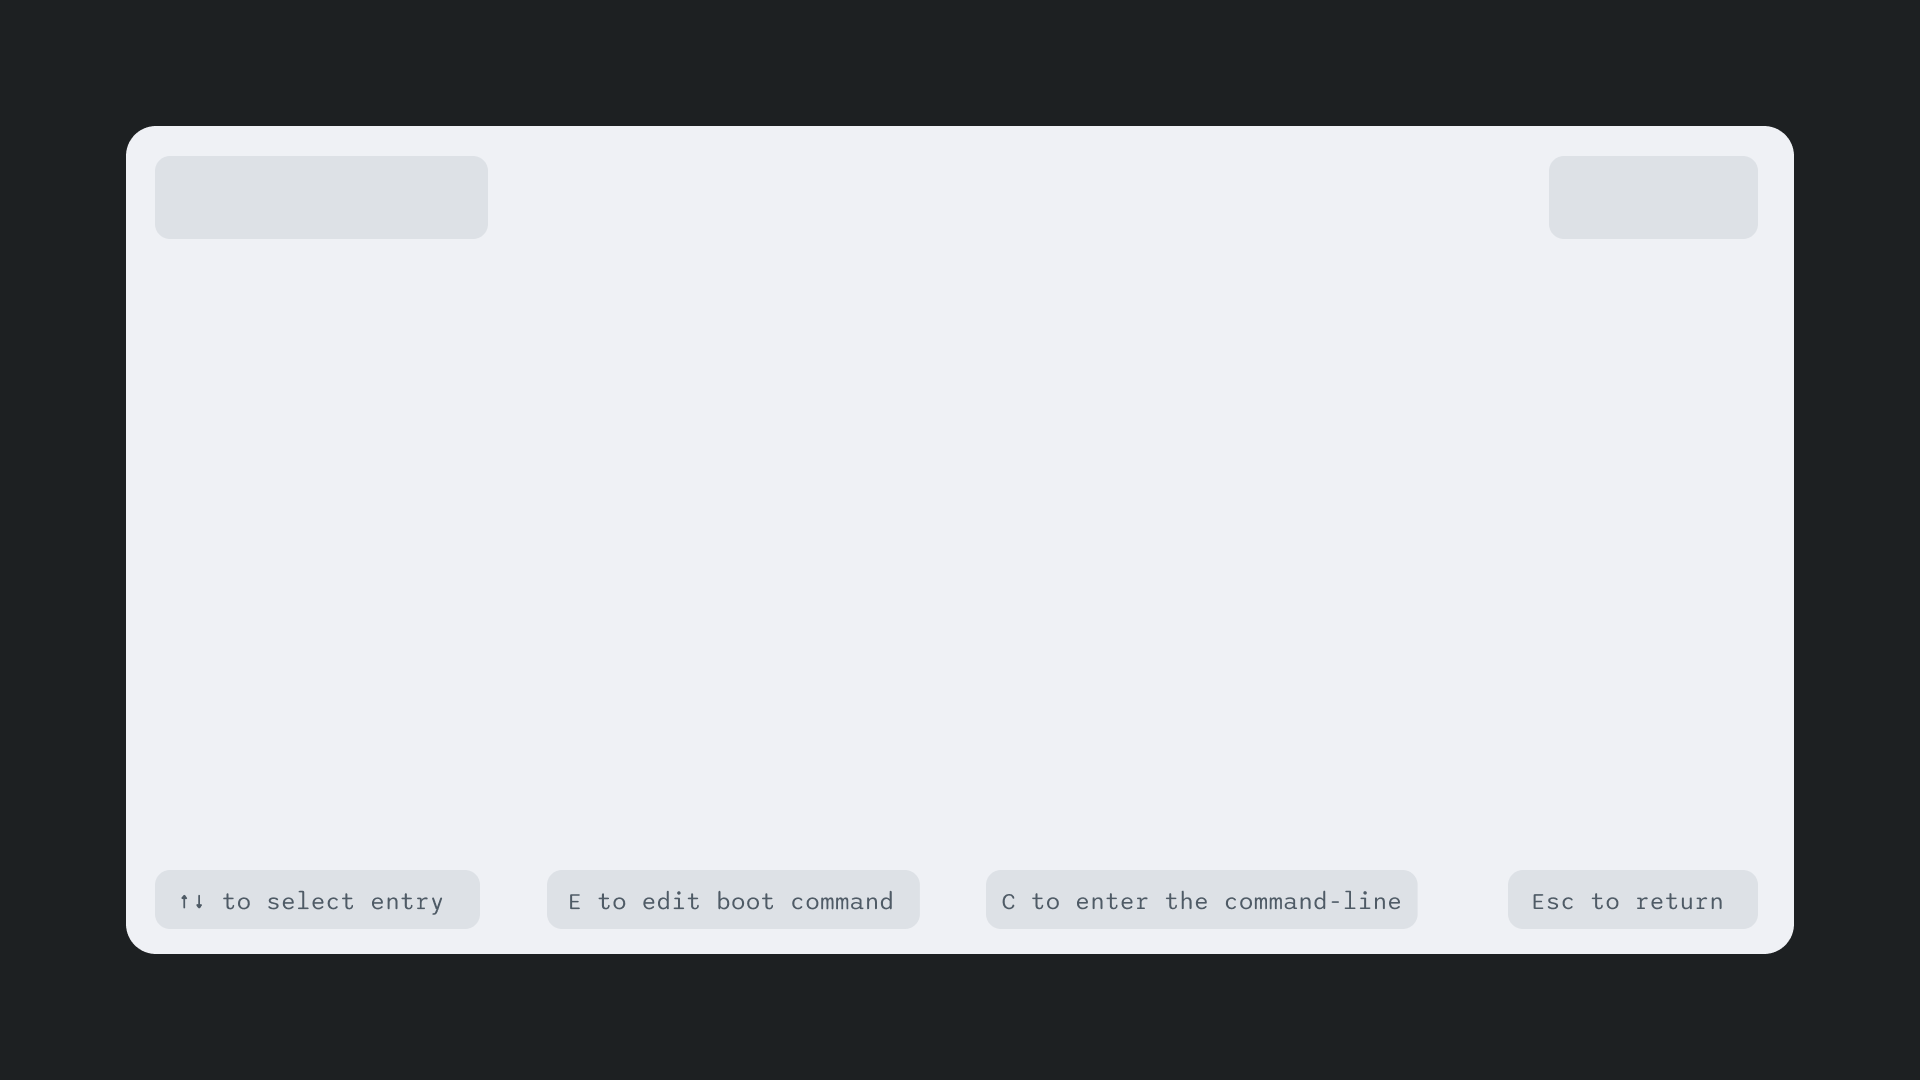 ↑↓ to select entry
E to edit boot command
C to enter the command-line
Esc to return